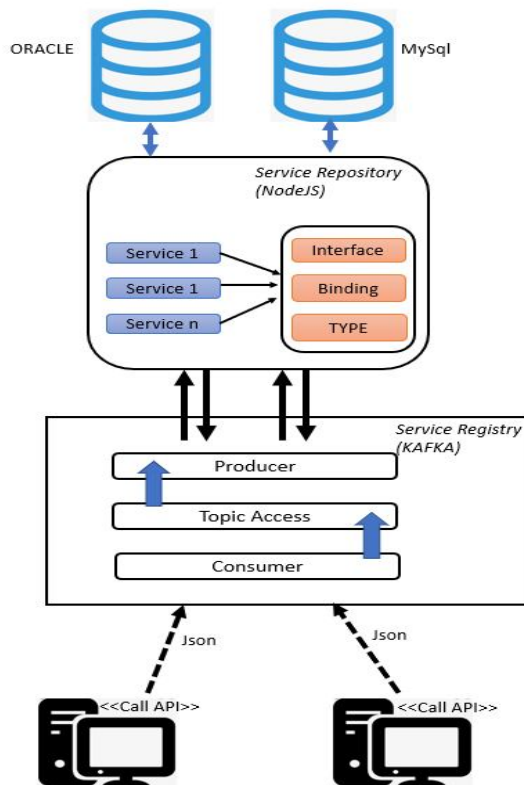 ORACLE
MySql
Service Repository
(NodeJS)
Service 1
Service 1
Service n
Interface
Binding
TYPE
Service Registry
(KAFKA)
Producer
Topic Access
Consumer
Json
Json
<<Call API>>
<<Call API>>